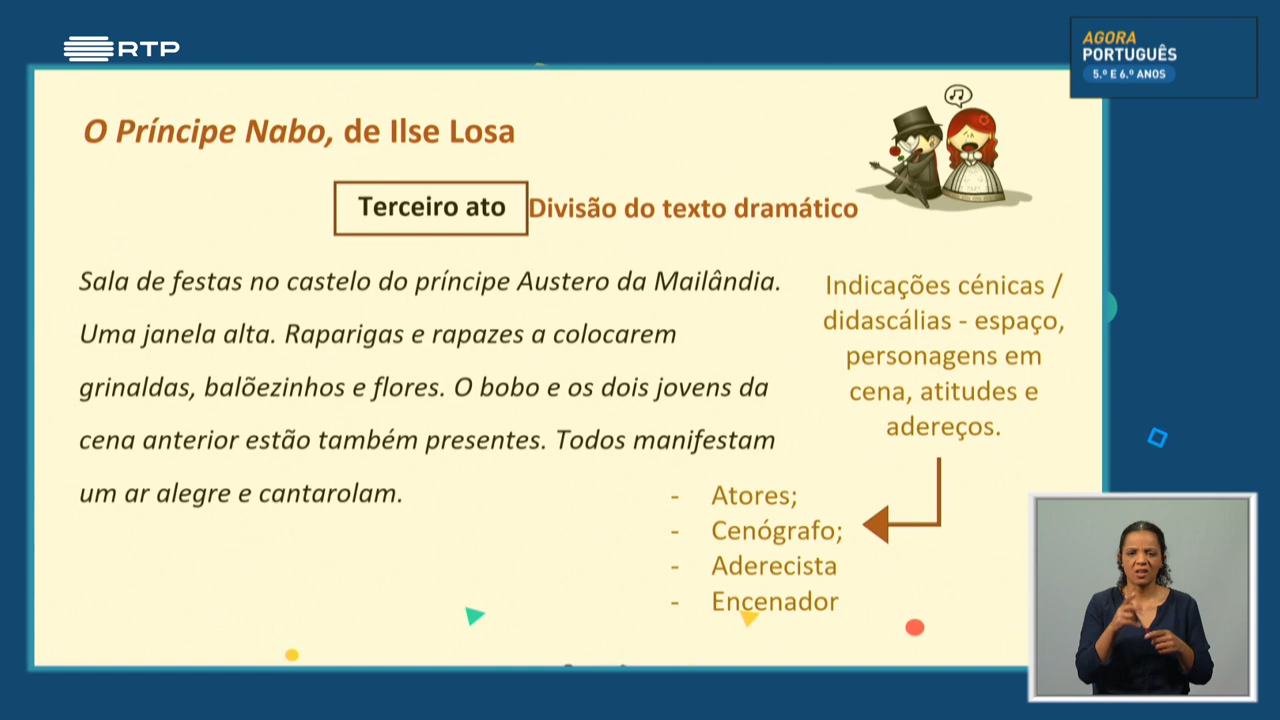 RTP
AGORA
PORTUGUÊS
5.º E 6.º ANOS
O Príncipe Nabo, de Ilse Losa
Terceiro ato
Divisão do texto dramático
Sala de festas no castelo do príncipe Austero da Mailândia.
Uma janela alta. Raparigas e rapazes a colocarem
grinaldas, balõezinhos e flores. O bobo e os dois jovens da
cena anterior estão também presentes. Todos manifestam
um ar alegre e cantarolam.
Indicações cénicas /
didascálias - espaço,
personagens em
cena, atitudes e
adereços.
- Atores;
- Cenógrafo;
- Aderecista
- Encenador